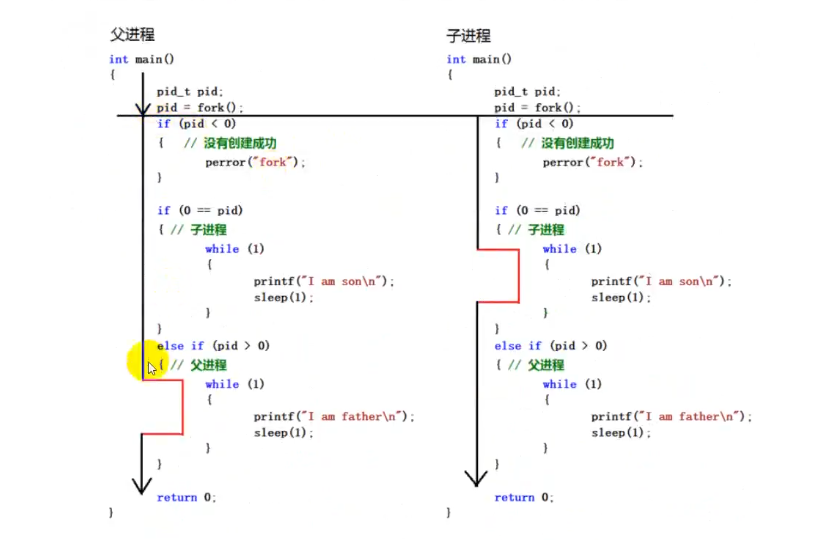 父进程
int main()
{
pid_t pid;
pid = fork();
if (pid < 0)
{ // 没有创建成功
perror("fork");
}
if (0 == pid)
{ // 子进程
while (1)
{
printf("I am son\n");
sleep(1);
}
}
else if (pid > 0)
{ // 父进程
while (1)
{
printf("I am father\n");
sleep(1);
}
}
return 0;
}
子进程
int main()
{
pid_t pid;
pid = fork();
if (pid < 0)
{ // 没有创建成功
perror("fork");
}
if (0 == pid)
{ // 子进程
while (1)
{
printf("I am son\n");
sleep(1);
}
}
else if (pid > 0)
{ // 父进程
while (1)
{
printf("I am father\n");
sleep(1);
}
}
return 0;
}